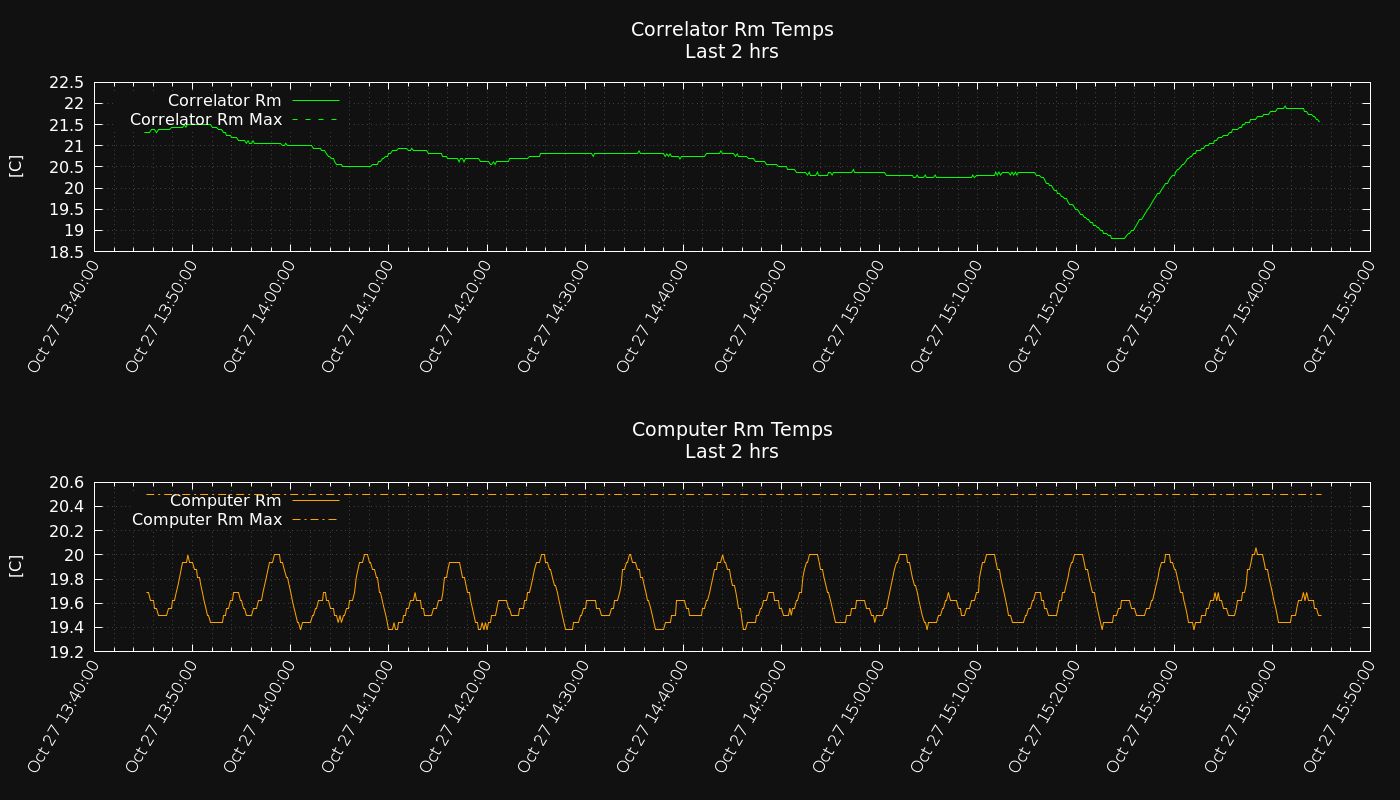 Correlator Rm Temps
Last 2 hrs
[C]
22.5
22
21.5
21
20.5
20
19.5
19
18.5
Correlator Rm
Correlator Rm Max
Oct 27 13:40:00
Oct 27 13:50:00
Oct 27 14:00:00
Oct 27 14:10:00
Oct 27 14:20:00
Oct 27 14:30:00
Oct 27 14:40:00
Oct 27 14:50:00
Oct 27 15:00:00
Oct 27 15:10:00
Oct 27 15:20:00
Oct 27 15:30:00
Oct 27 15:40:00
Oct 27 15:50:00
Computer Rm Temps
Last 2 hrs
[C]
20.6
20.4
20.2
20
19.8
19.6
19.4
19.2
Computer Rm
Computer Rm Max
Oct 27 13:40:00
Oct 27 13:50:00
Oct 27 14:00:00
Oct 27 14:10:00
Oct 27 14:20:00
Oct 27 14:30:00
Oct 27 14:40:00
Oct 27 14:50:00
Oct 27 15:00:00
Oct 27 15:10:00
Oct 27 15:20:00
Oct 27 15:30:00
Oct 27 15:40:00
Oct 27 15:50:00